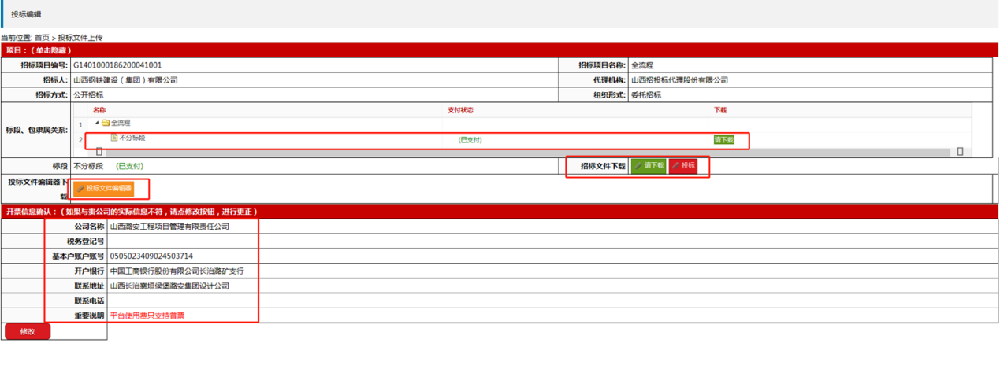 投标编辑
当前位置: 首页 > 投标文件上传
项目：（单击隐藏）
招标项目编号: G1401000186200041001 招标项目名称: 全流程
招标人: 山西钢铁建设（集团）有限公司 代理机构: 山西招投标代理股份有限公司
招标方式: 公开招标 组织形式: 委托招标
标段、包隶属关系:
名称 支付状态 下载
1 全流程
2 不分标段 (已支付) 请下载
标段 不分标段 (已支付) 招标文件下载 请下载 投标
投标文件编辑器下
载
投标文件编辑器
开票信息确认：（如果与贵公司的实际信息不符，请点修改按钮，进行更正）
公司名称 山西潞安工程项目管理有限责任公司
税务登记号
基本户账户账号 0505023409024503714
开户银行 中国工商银行股份有限公司长治潞矿支行
联系地址 山西长治襄垣侯堡潞安集团设计公司
联系电话
重要说明 平台使用费只支持普票
修改